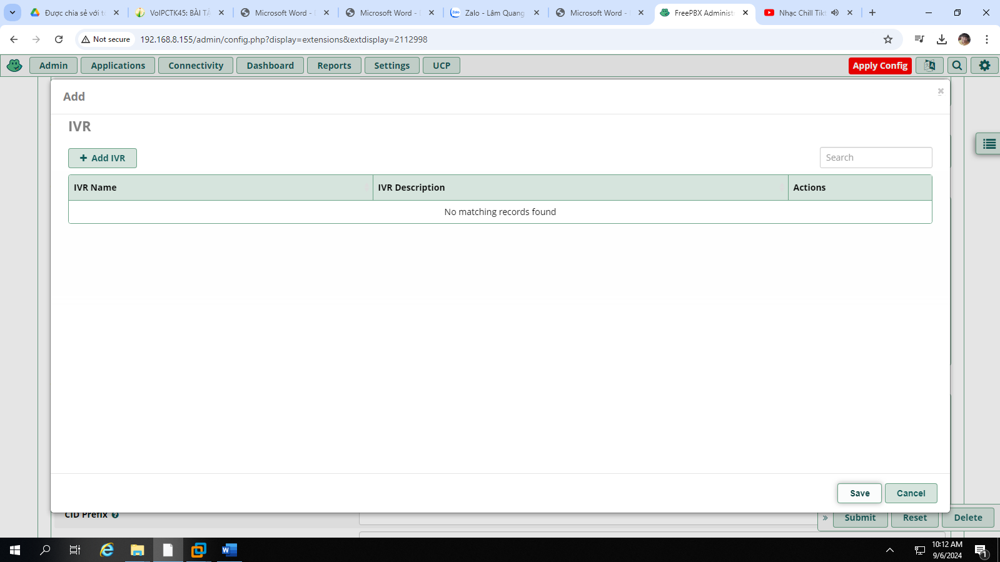 Được chia sẻ với t
VoIPCTK45: BÀI TẬ
Microsoft Word -
Microsoft Word -
Zalo - Lâm Quang
Microsoft Word -
FreePBX Administ
Nhạc Chill Tikt
Not secure
192.168.8.155/admin/config.php?display=extensions&extdisplay=2112998
Admin
Applications
Connectivity
Dashboard
Reports
Settings
UCP
Apply Config
Add
IVR
+ Add IVR
Search
IVR Name
IVR Description
Actions
No matching records found
Save
Cancel
CID Prefix
» Submit
Reset
Delete
10:12 AM
9/6/2024
1